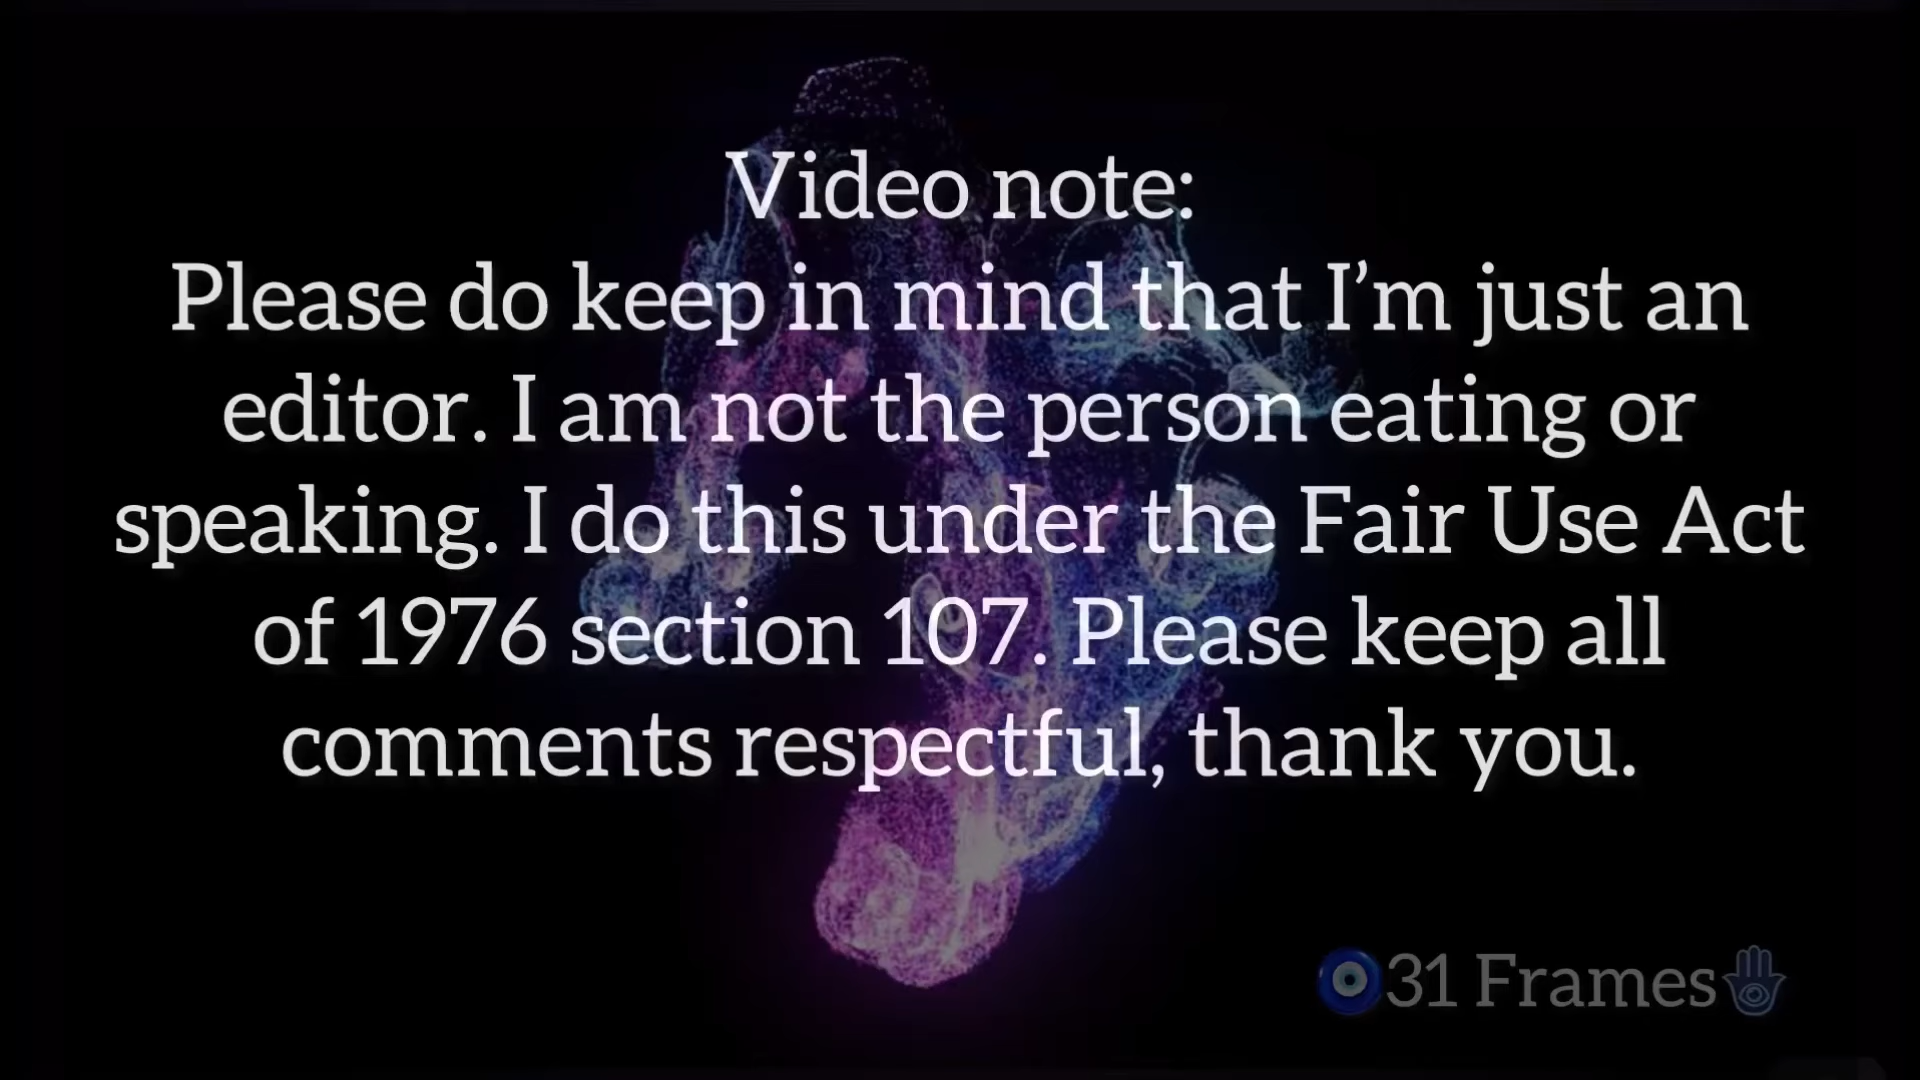 Video note:
Please do keep in mind that I’m just an
editor. I am not the person eating or
speaking. I do this under the Fair Use Act
of 1976 section 107. Please keep all
comments respectful, thank you.
🧿31 Frames🪬